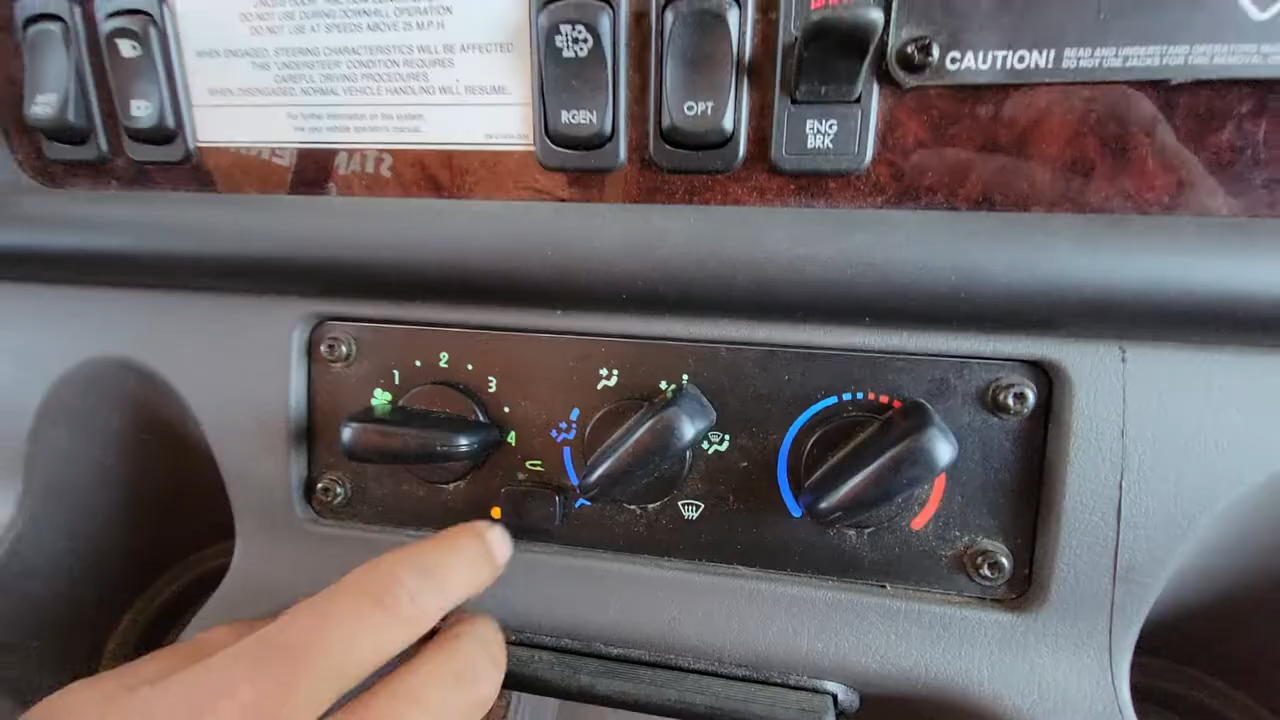 DO NOT USE DURING DOWNHILL OPERATION
DO NOT USE AT SPEEDS ABOVE 25 M.P.H
WHEN ENGAGED, STEERING CHARACTERISTICS WILL BE AFFECTED
THIS 'UNDERSTEER' CONDITION REQUIRES
CAREFUL DRIVING PROCEDURES.
WHEN DISENGAGED, NORMAL VEHICLE HANDLING WILL RESUME.
For further information on this system,
see your vehicle operator's manual.
RGEN
OPT
ENG
BRK
CAUTION!
READ AND UNDERSTAND OPERATORS
DO NOT USE JACKS FOR TIRE REMOVAL
1
2
3
4